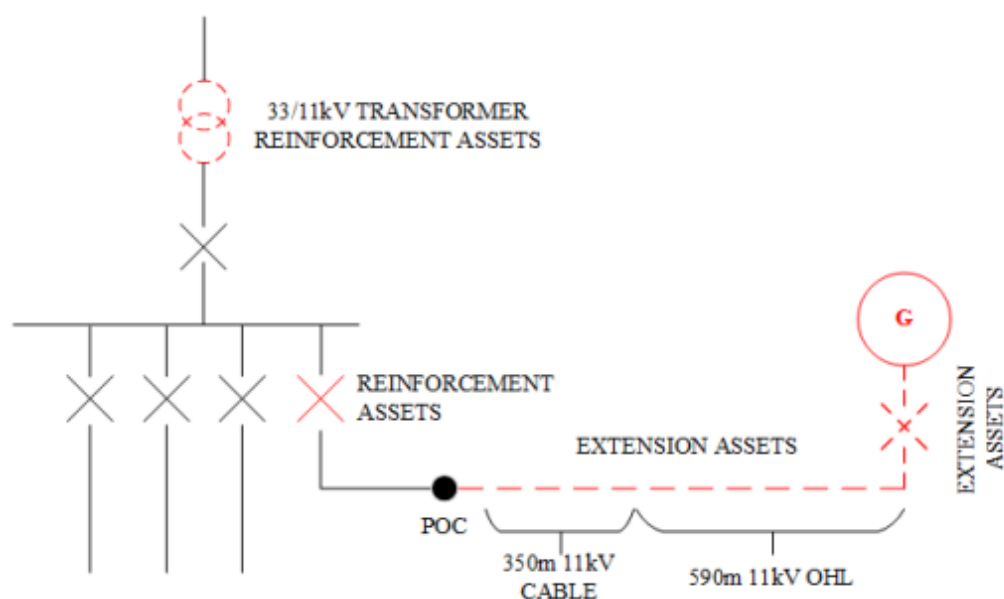 33/11kV TRANSFORMER
REINFORCEMENT ASSETS
G
REINFORCEMENT
ASSETS
EXTENSION ASSETS
EXTENSION
ASSETS
POC
350m 11kV
CABLE
590m 11kV OHL